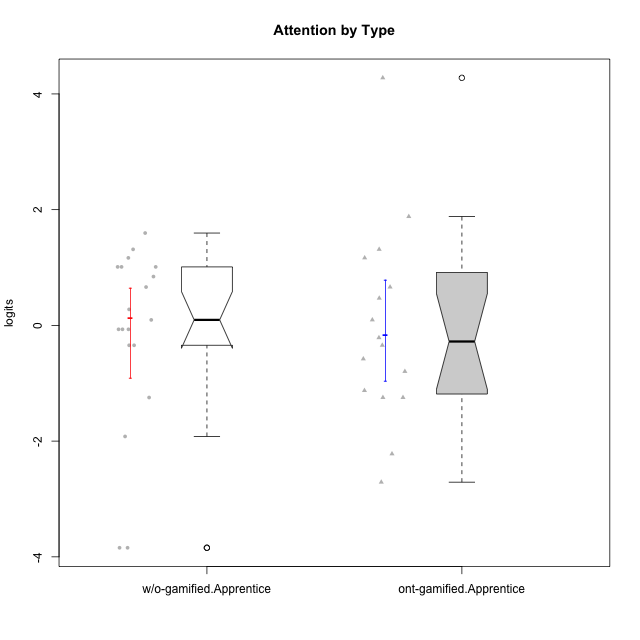 Attention by Type
logits
4
2
0
-2
-4
w/o-gamified.Apprentice
ont-gamified.Apprentice